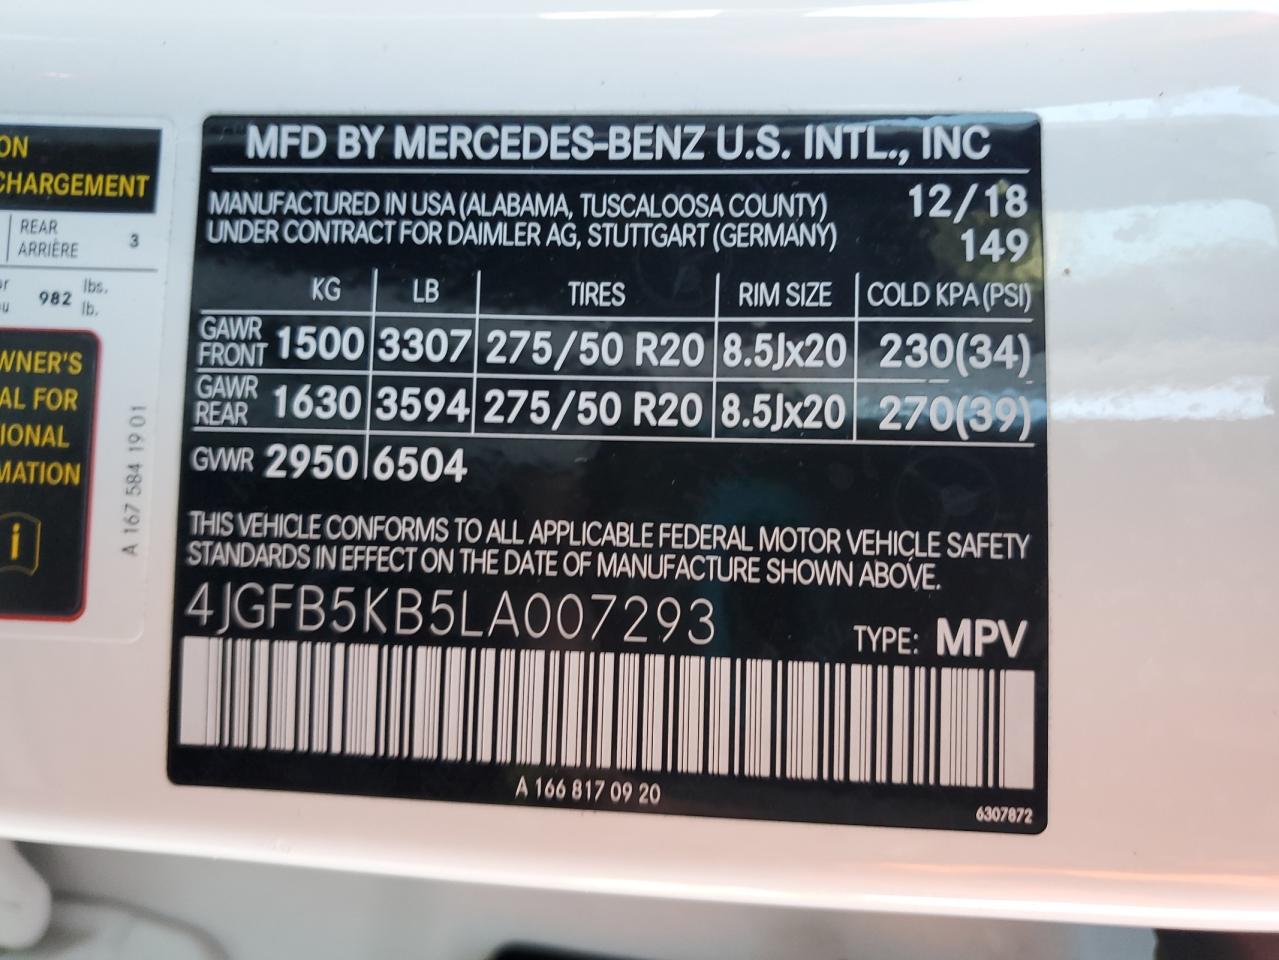 ON
CHARGEMENT
REAR
ARRIÈRE 3
982 lbs.
lb.
FOR
A 167 584 19 01
MFD BY MERCEDES-BENZ U.S. INTL., INC
MANUFACTURED IN USA (ALABAMA, TUSCALOOSA COUNTY) 12/18
UNDER CONTRACT FOR DAIMLER AG, STUTTGART (GERMANY) 149
KG LB TIRES RIM SIZE COLD KPA (PSI)
GAWR FRONT 1500 3307 275/50 R20 8.5Jx20 230(34)
GAWR REAR 1630 3594 275/50 R20 8.5Jx20 270(39)
GVWR 2950 6504
THIS VEHICLE CONFORMS TO ALL APPLICABLE FEDERAL MOTOR VEHICLE SAFETY
STANDARDS IN EFFECT ON THE DATE OF MANUFACTURE SHOWN ABOVE.
4JGFB5KB5LA007293 TYPE: MPV
A 166 817 09 20
6307872